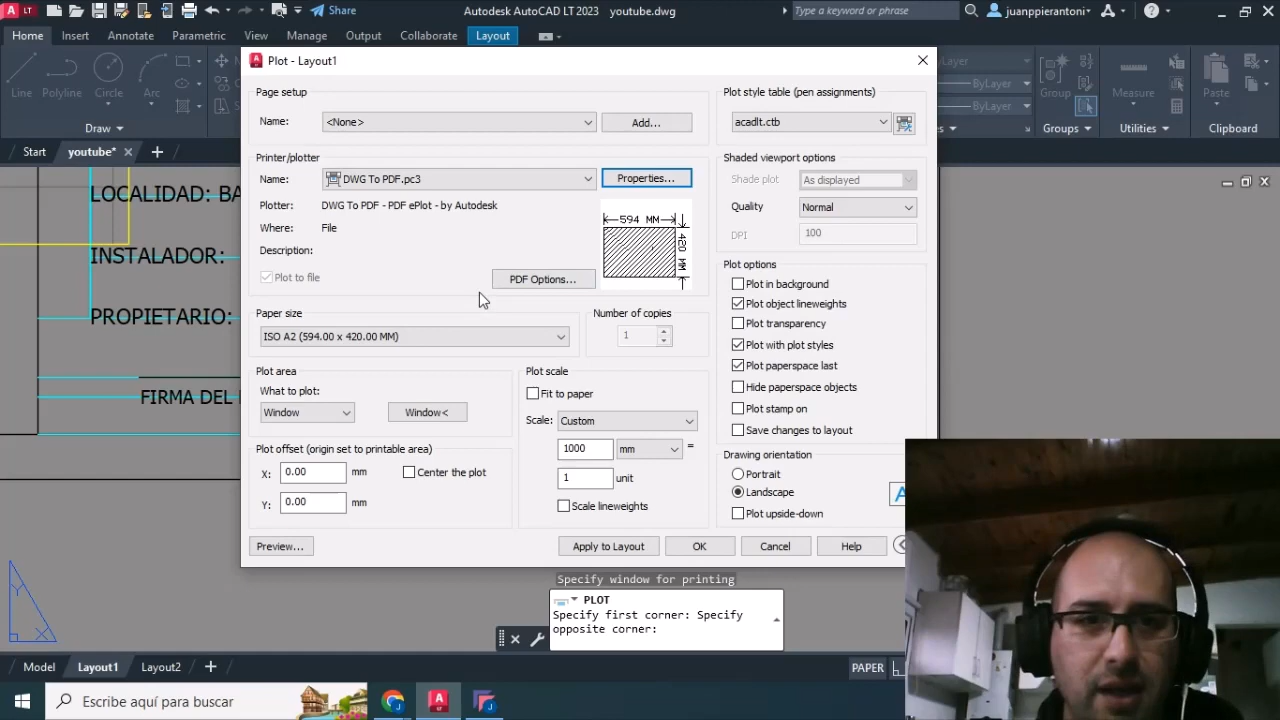 LT
Share
Autodesk AutoCAD LT 2023 youtube.dwg
Type a keyword or phrase
juanppierantoni
Home Insert Annotate Parametric View Manage Output Collaborate Layout
Line Polyline Circle Arc
Draw
ByLayer
ByLayer
ByLayer
Group
Groups
Measure
Utilities
Paste
Clipboard
Start youtube*
LOCALIDAD: BA
INSTALADOR:
PROPIETARIO:
FIRMA DEL
Plot - Layout1
Page setup
Name: <None> Add...
Printer/plotter
Name: DWG To PDF.pc3 Properties...
Plotter: DWG To PDF - PDF ePlot - by Autodesk
Where: File
Description:
Plot to file
PDF Options...
594 MM
420 MM
Paper size
ISO A2 (594.00 x 420.00 MM)
Number of copies
1
Plot area
What to plot:
Window Window<
Plot offset (origin set to printable area)
X: 0.00 mm Center the plot
Y: 0.00 mm
Plot scale
Fit to paper
Scale: Custom
1000 mm =
1 unit
Scale lineweights
Plot style table (pen assignments)
acadlt.ctb
Shaded viewport options
Shade plot As displayed
Quality Normal
DPI 100
Plot options
Plot in background
Plot object lineweights
Plot transparency
Plot with plot styles
Plot paperspace last
Hide paperspace objects
Plot stamp on
Save changes to layout
Drawing orientation
Portrait
Landscape
Plot upside-down
Preview... Apply to Layout OK Cancel Help
Specify window for printing
PLOT
Specify first corner: Specify
opposite corner:
Y
X
Model Layout1 Layout2 +
PAPER
Escribe aquí para buscar